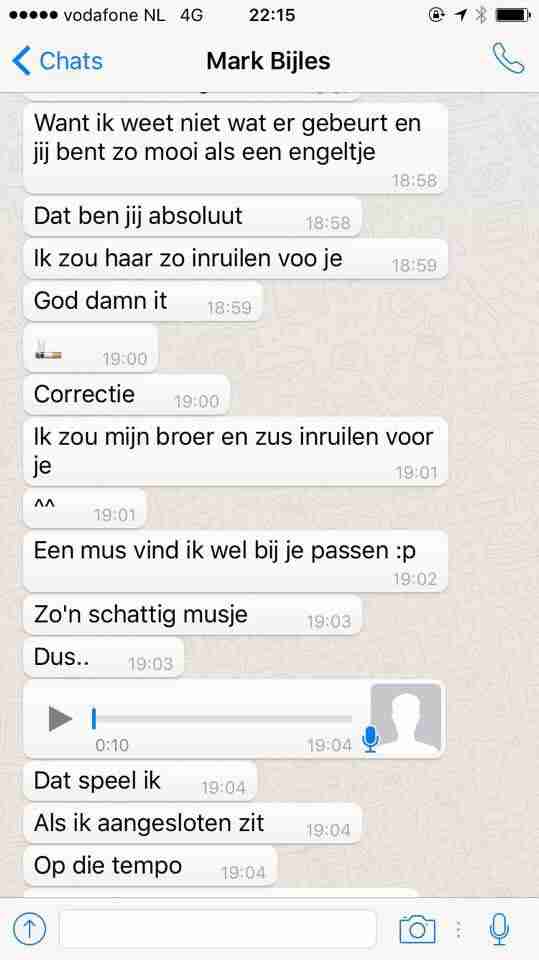 vodafone NL 4G 22:15
Chats Mark Bijles
Want ik weet niet wat er gebeurt en
jij bent zo mooi als een engeltje
18:58
Dat ben jij absoluut 18:58
Ik zou haar zo inruilen voo je 18:59
God damn it 18:59
19:00
Correctie 19:00
Ik zou mijn broer en zus inruilen voor
je 19:01
^^ 19:01
Een mus vind ik wel bij je passen :p
19:02
Zo'n schattig musje 19:03
Dus.. 19:03
0:10 19:04
Dat speel ik 19:04
Als ik aangesloten zit 19:04
Op die tempo 19:04